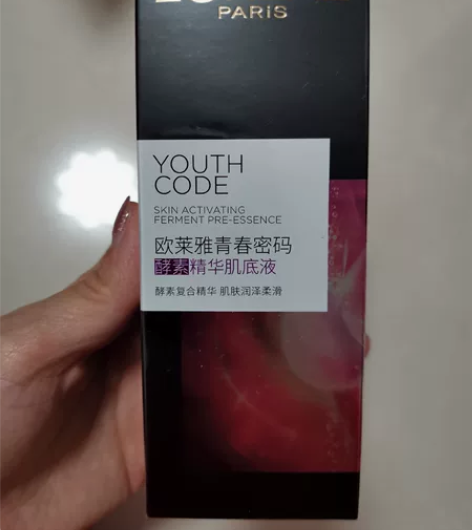 PARIS
YOUTH
CODE
SKIN ACTIVATING
FERMENT PRE-ESSENCE
欧莱雅青春密码
酵素精华肌底液
酵素复合精华 肌肤润泽柔滑